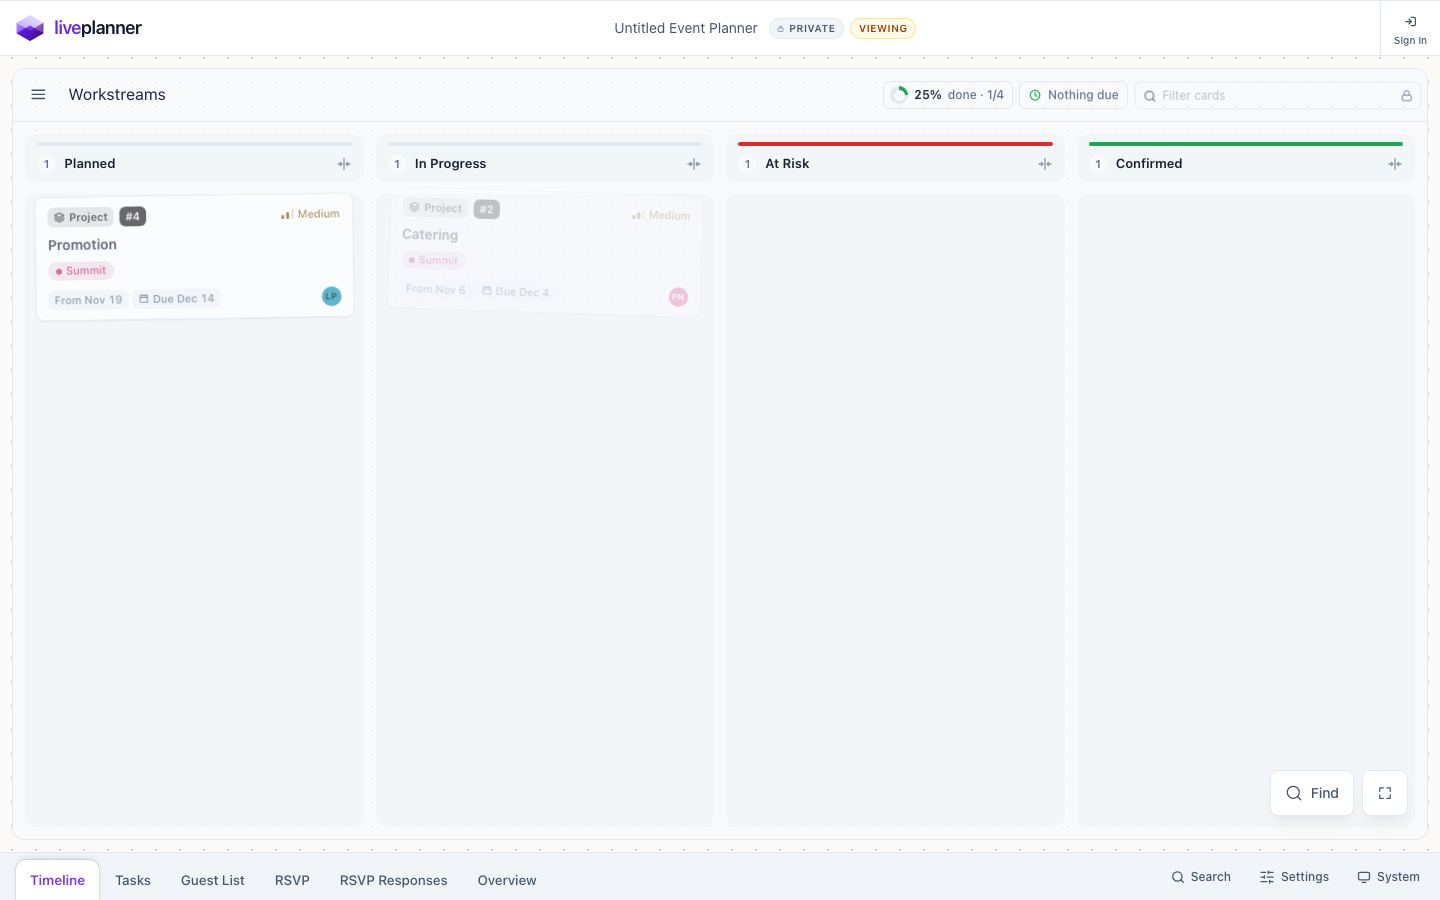 liveplanner
Untitled Event Planner
PRIVATE
VIEWING
Sign in
Workstreams
25% done · 1/4
Nothing due
Filter cards
1 Planned
1 In Progress
1 At Risk
1 Confirmed
Project #4
Medium
Promotion
Summit
From Nov 19
Due Dec 14
LP
Project #2
Medium
Catering
Summit
From Nov 6
Due Dec 4
PN
Find
Timeline
Tasks
Guest List
RSVP
RSVP Responses
Overview
Search
Settings
System